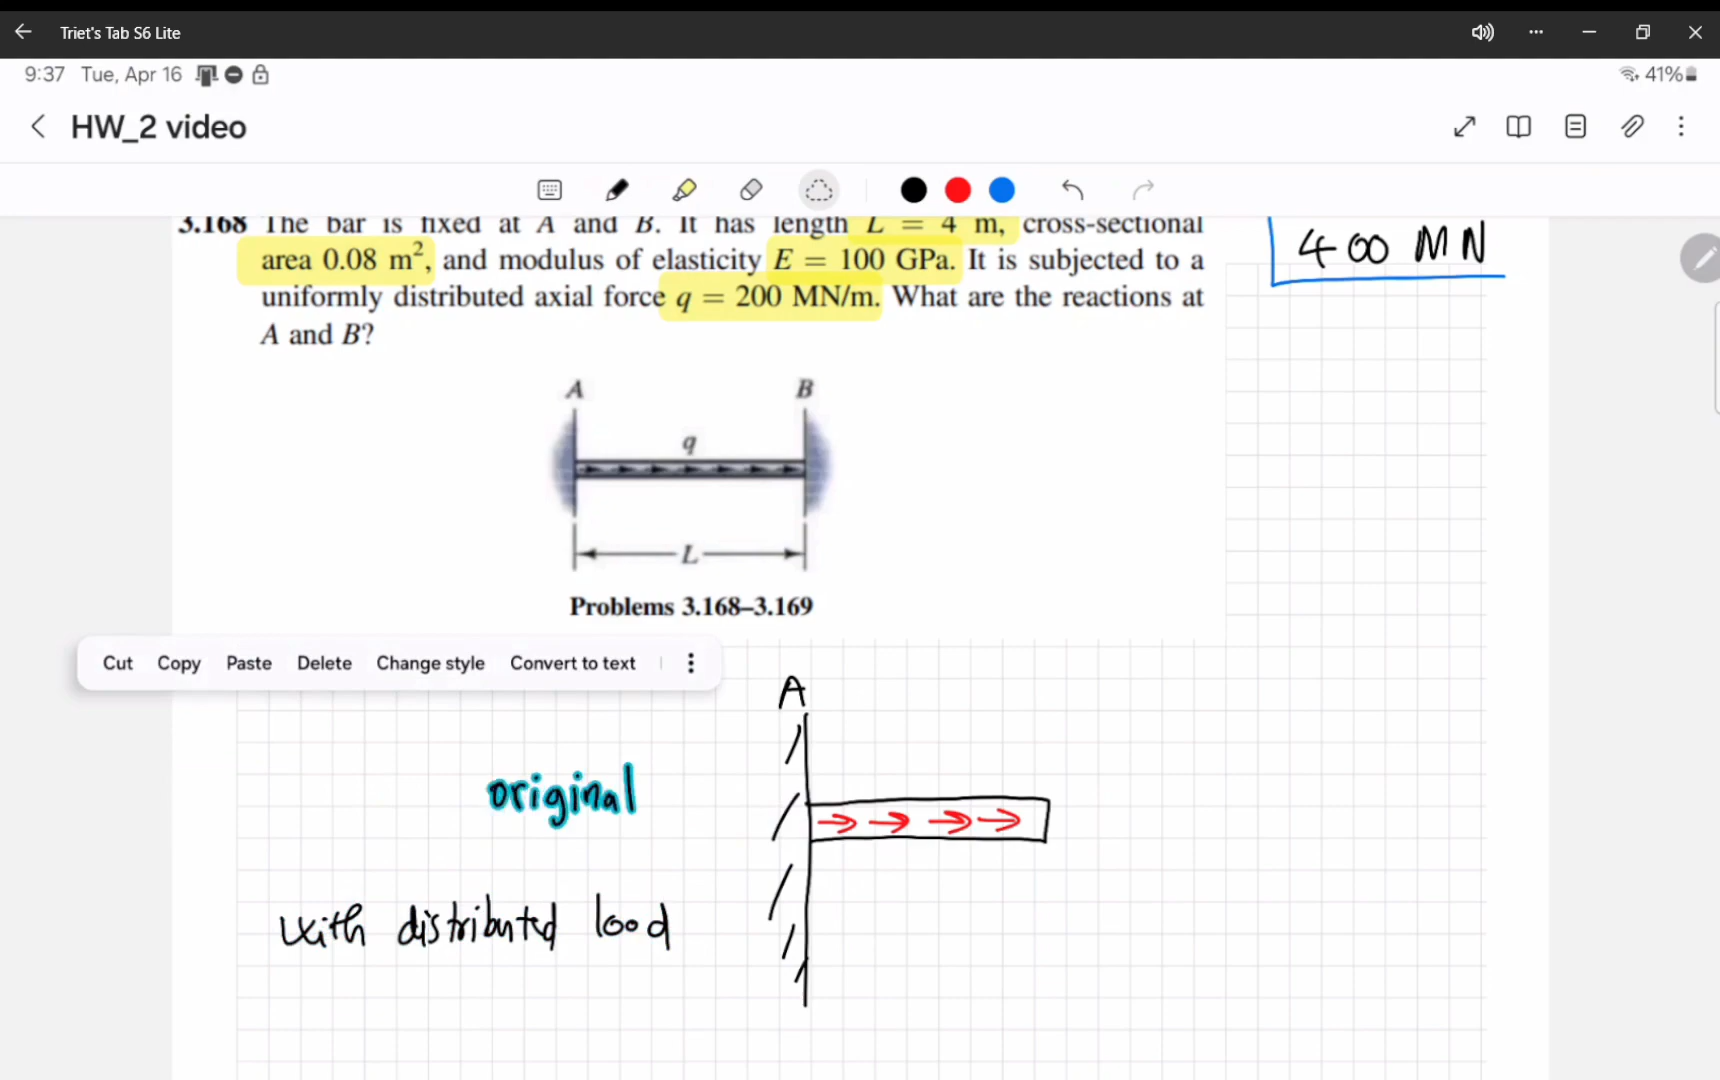 Triet's Tab S6 Lite
9:37 Tue, Apr 16
41%
HW_2 video
3.168 The bar is fixed at A and B. It has length L = 4 m, cross-sectional
area 0.08 m², and modulus of elasticity E = 100 GPa. It is subjected to a
uniformly distributed axial force q = 200 MN/m. What are the reactions at
A and B?
400 MN
A B
q
L
Problems 3.168–3.169
Cut Copy Paste Delete Change style Convert to text
A
original
with distributed load